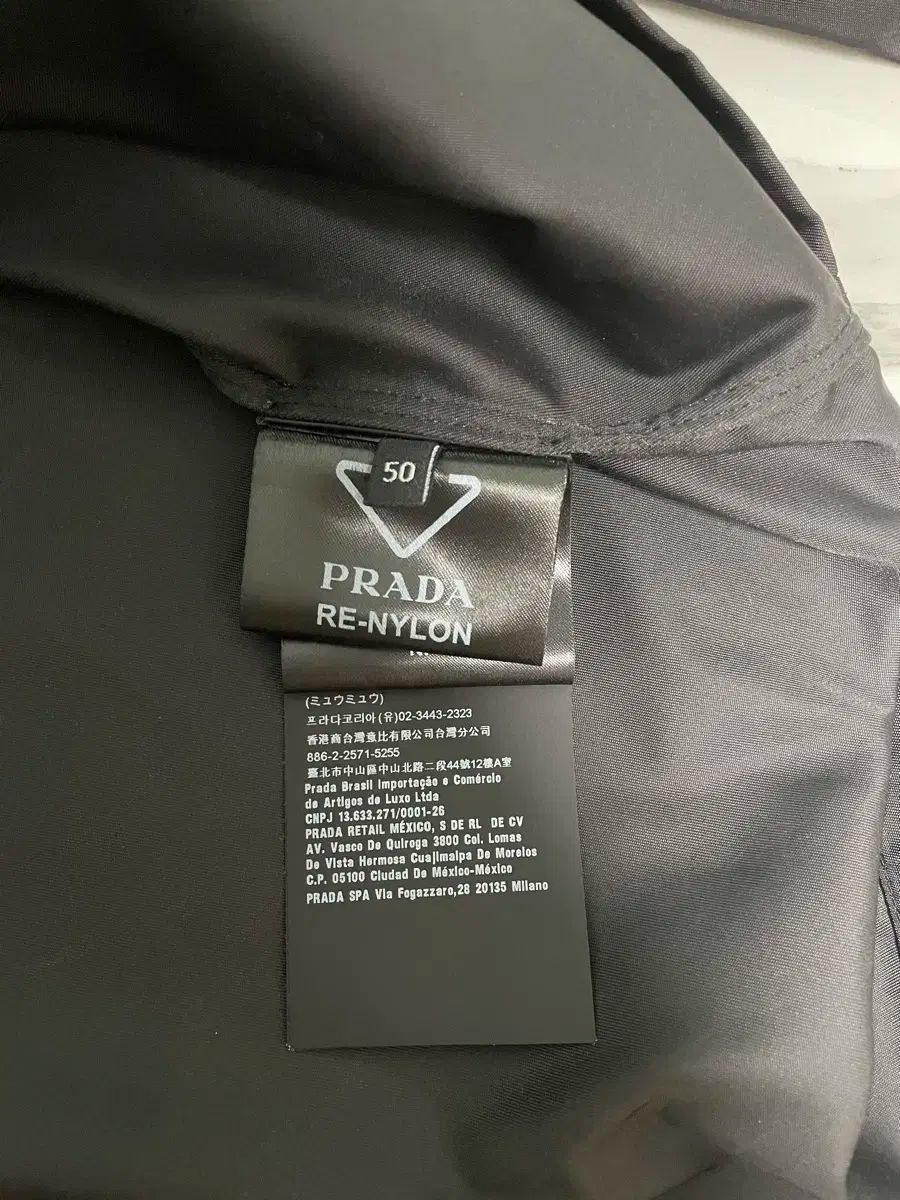 50
PRADA
RE-NYLON
(ミュウミュウ)
프라다코리아(유)02-3443-2323
香港商台灣意比有限公司台灣分公司
886-2-2571-5255
臺北市中山區中山北路二段44號12樓A室
Prada Brasil Importação e Comércio
de Artigos de Luxo Ltda
CNPJ 13.633.271/0001-26
PRADA RETAIL MÉXICO, S DE RL DE CV
AV. Vasco De Quiroga 3800 Col. Lomas
De Vista Hermosa Cuajimalpa De Morelos
C.P. 05100 Ciudad De México-México
PRADA SPA Via Fogazzaro,28 20135 Milano